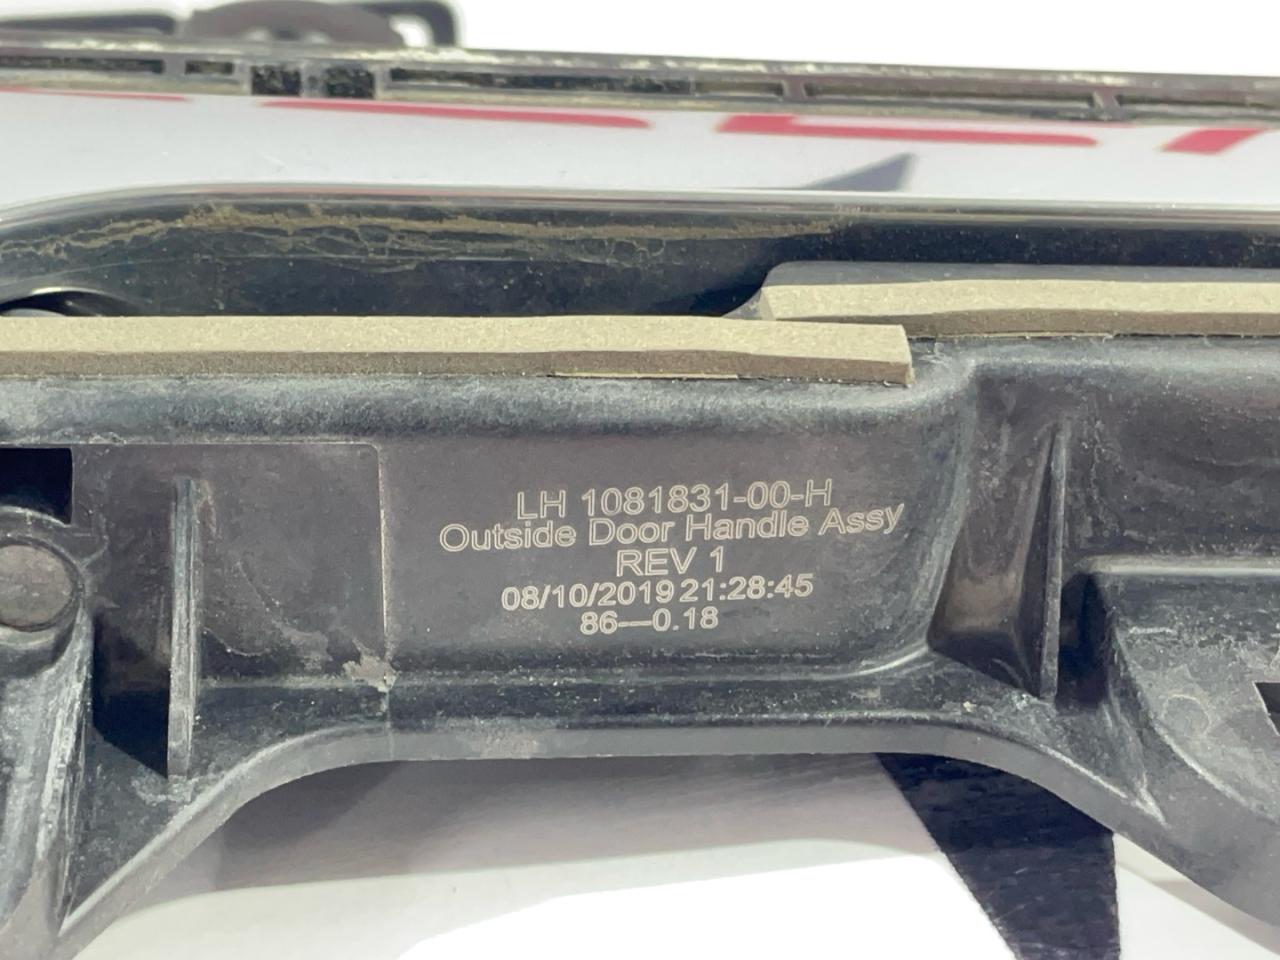 LH 1081831-00-H
Outside Door Handle Assy
REV 1
08/10/2019 21:28:45
86—0.18